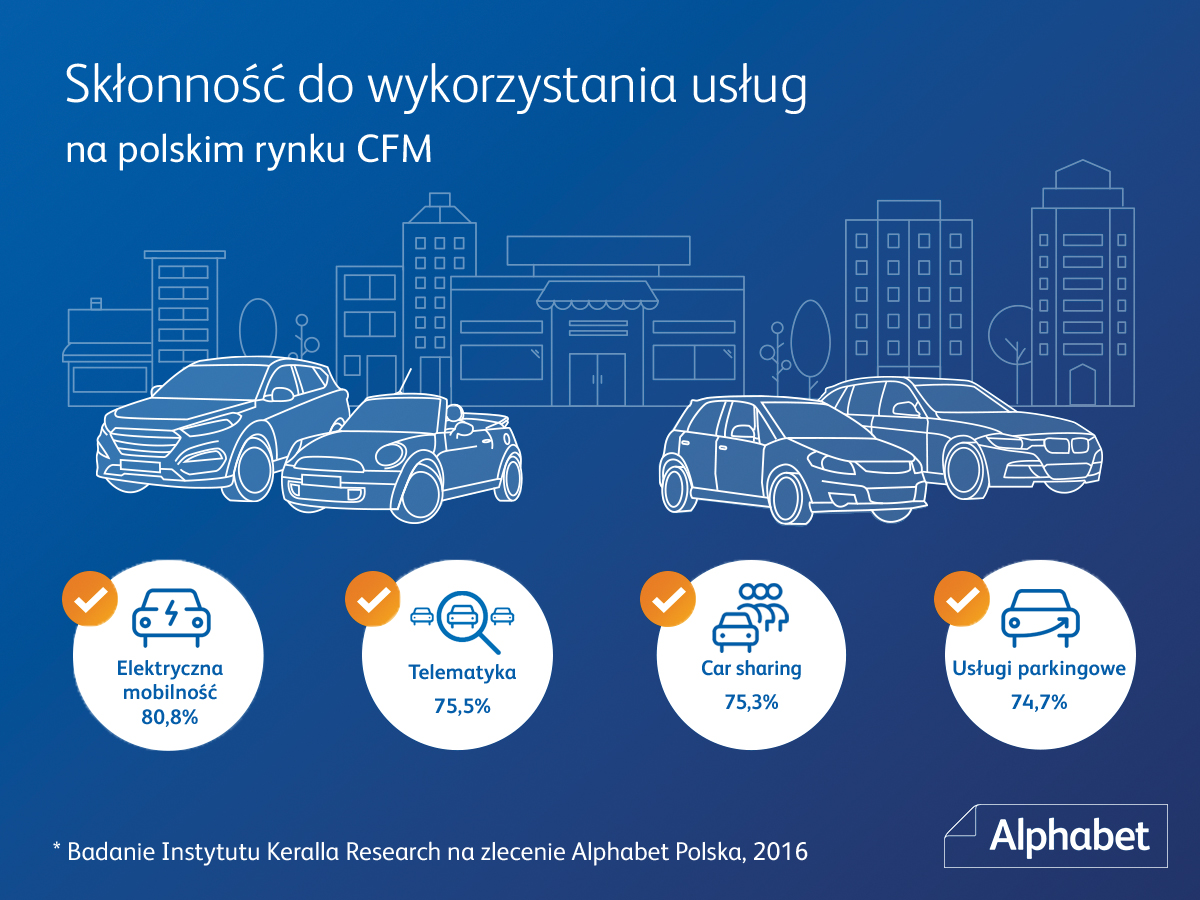 Skłonność do wykorzystania usług
na polskim rynku CFM
Elektryczna
mobilność
80,8%
Telematyka
75,5%
Car sharing
75,3%
Usługi parkingowe
74,7%
* Badanie Instytutu Keralla Research na zlecenie Alphabet Polska, 2016
Alphabet